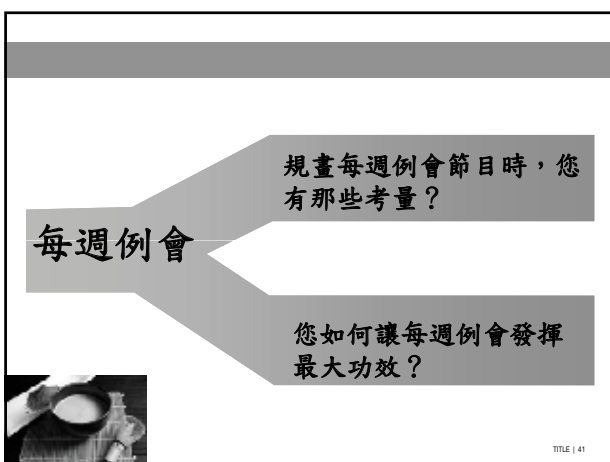 每週例會
規畫每週例會節目時，您
有那些考量？
您如何讓每週例會發揮
最大功效？
TITLE | 41